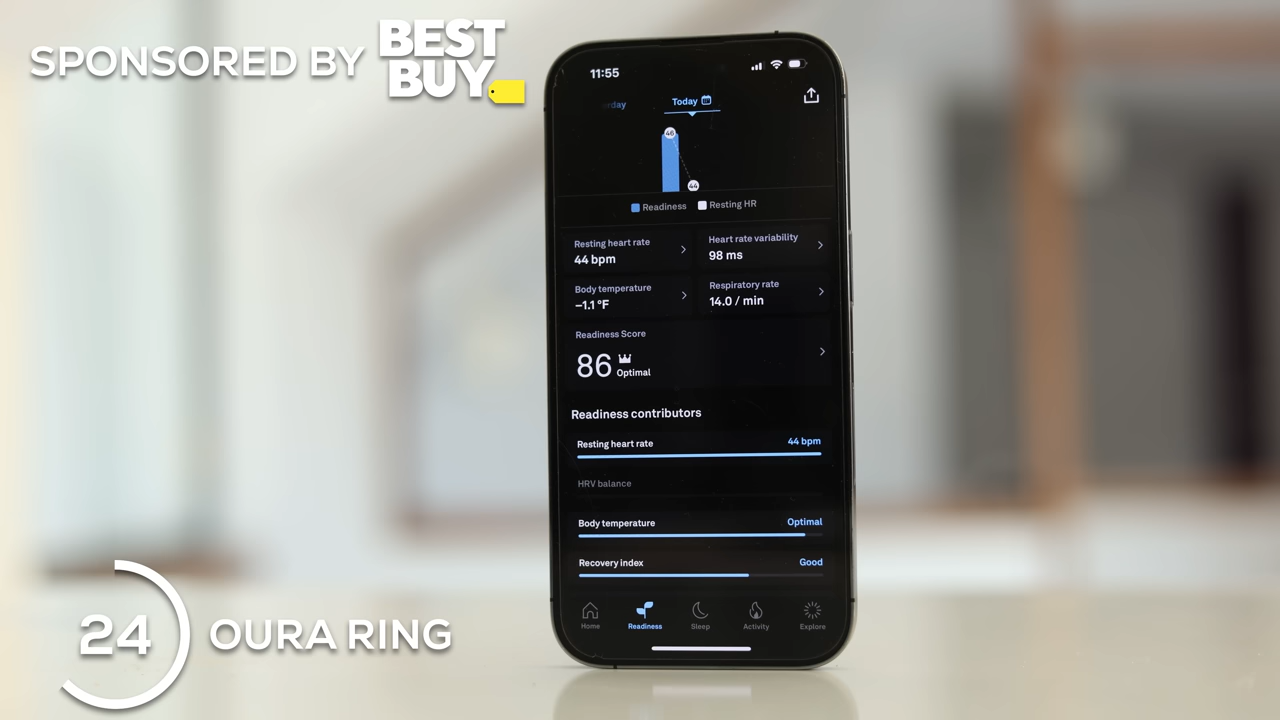 SPONSORED BY BEST BUY
11:55
rday Today
46
44
Readiness Resting HR
Resting heart rate
44 bpm
Heart rate variability
98 ms
Body temperature
−1.1 °F
Respiratory rate
14.0 / min
Readiness Score
86 Optimal
Readiness contributors
Resting heart rate 44 bpm
HRV balance
Body temperature Optimal
Recovery index Good
Home Readiness Sleep Activity Explore
24 OURA RING